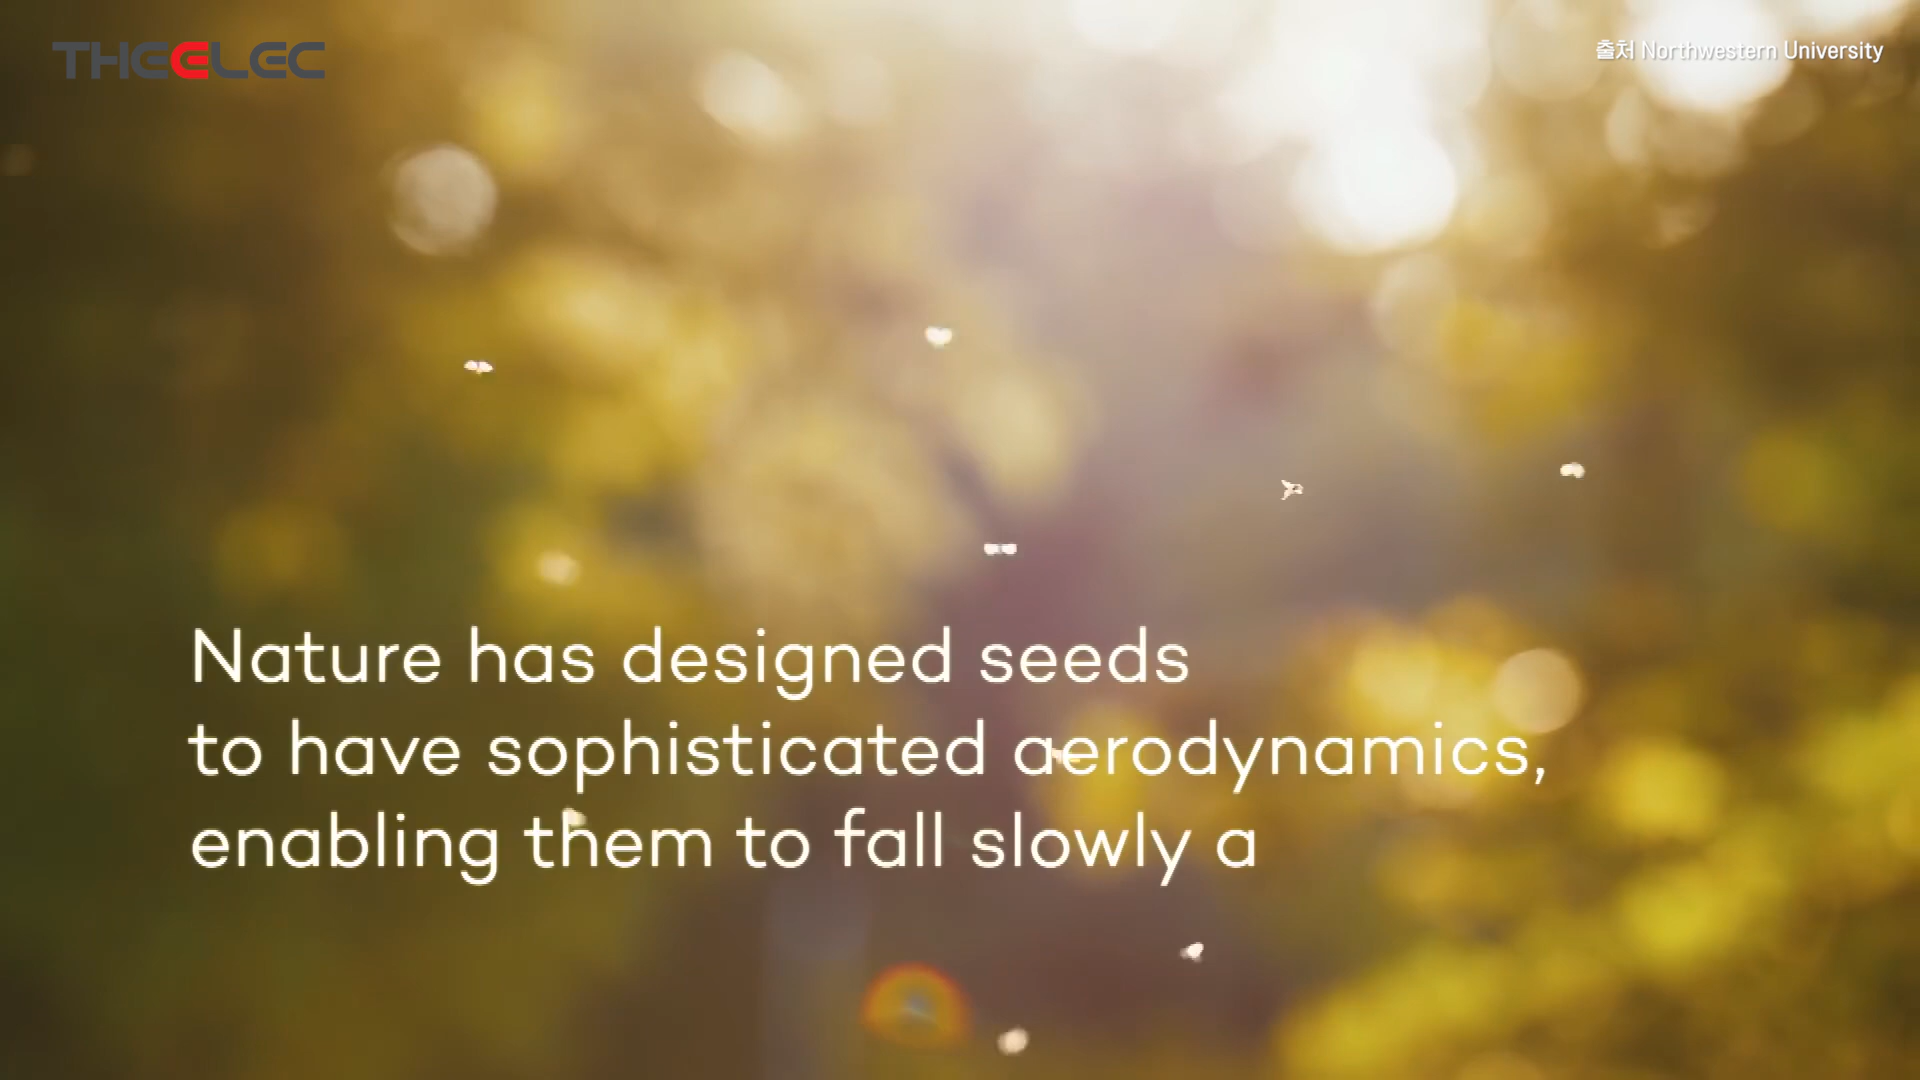 THEELEC
출처 Northwestern University
Nature has designed seeds
to have sophisticated aerodynamics,
enabling them to fall slowly a